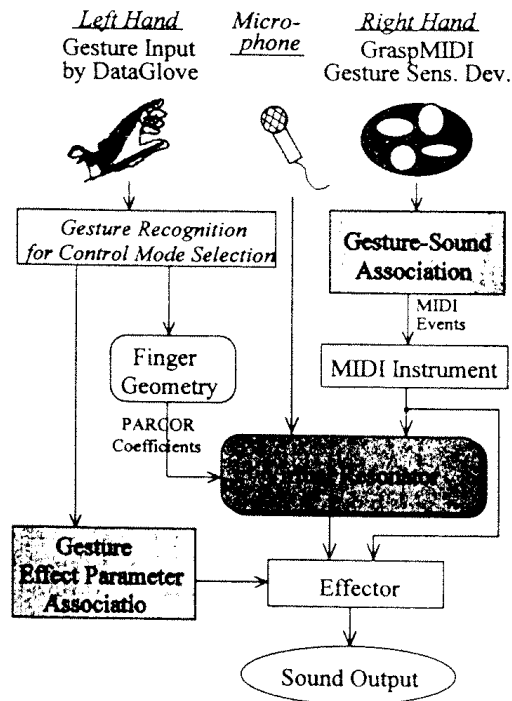 Left Hand
Gesture Input
by DataGlove
Micro-
phone
Right Hand
GraspMIDI
Gesture Sens. Dev.
Gesture Recognition
for Control Mode Selection
Gesture-Sound
Association
MIDI
Events
Finger
Geometry
MIDI Instrument
PARCOR
Coefficients
Resonator
Gesture
Effect Parameter
Associatio
Effector
Sound Output